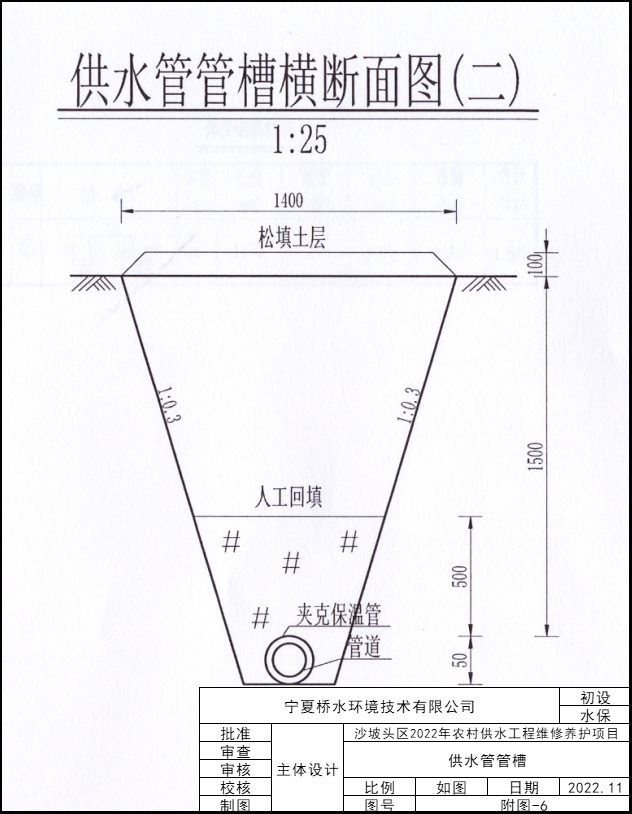 供水管管槽横断面图(二)
1:25
1400
松填土层
100
1:0.3
1:0.3
1500
人工回填
#
#
#
500
#
夹克保温管
管道
50
宁夏桥水环境技术有限公司
初设
水保
批准
沙坡头区2022年农村供水工程维修养护项目
审查
主体设计
供水管管槽
审核
校核
比例
如图
日期
2022.11
制图
图号
附图-6